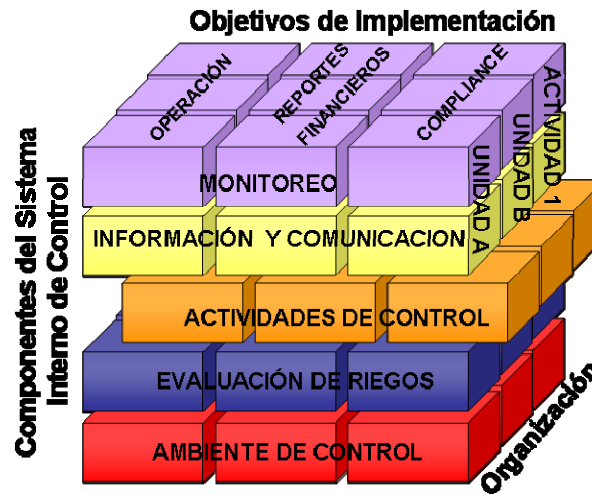 Objetivos de Implementación
OPERACIÓN
REPORTES
FINANCIEROS
COMPLIANCE
Componentes del Sistema
Interno de Control
MONITOREO
INFORMACIÓN Y COMUNICACION
ACTIVIDADES DE CONTROL
EVALUACIÓN DE RIEGOS
AMBIENTE DE CONTROL
UNIDAD A
UNIDAD B
ACTIVIDAD 1
Organización